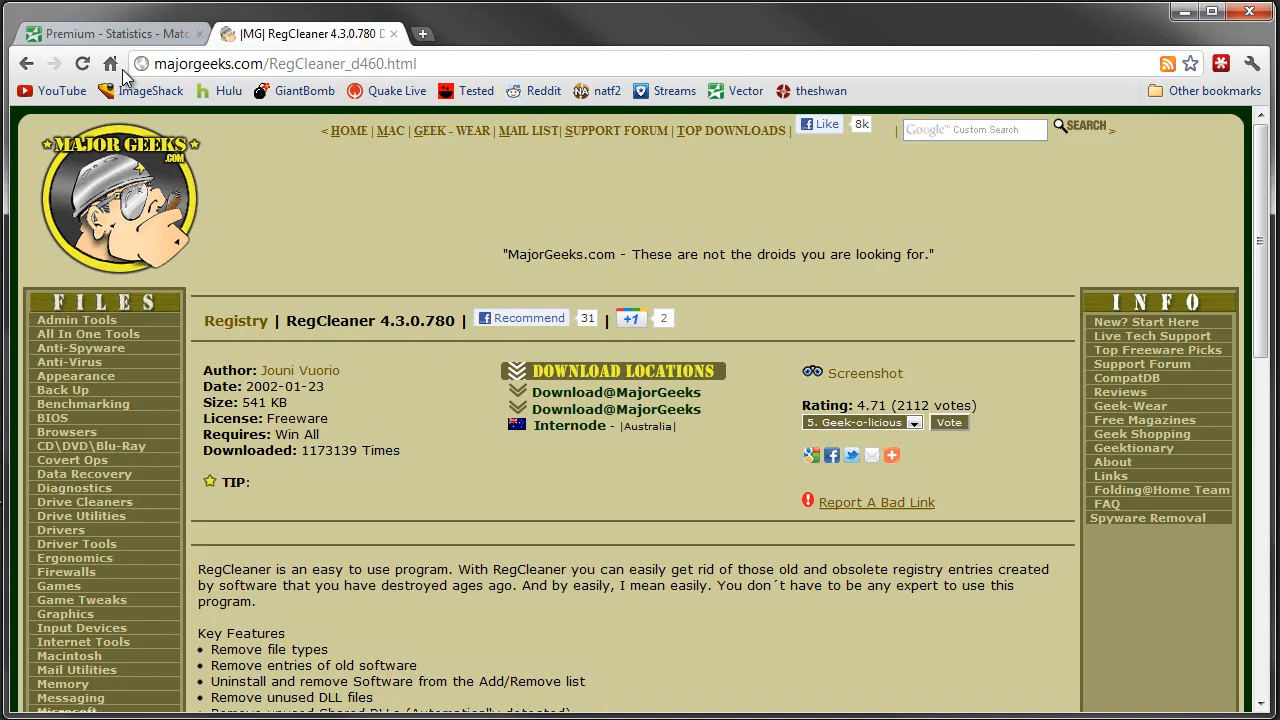 Premium - Statistics - Matc
|MG| RegCleaner 4.3.0.780 D
majorgeeks.com/RegCleaner_d460.html
YouTube ImageShack Hulu GiantBomb Quake Live Tested Reddit natf2 Streams Vector theshwan Other bookmarks
MAJOR GEEKS
.COM
< HOME | MAC | GEEK - WEAR | MAIL LIST | SUPPORT FORUM | TOP DOWNLOADS | Like 8k | Google™ Custom Search SEARCH >
"MajorGeeks.com - These are not the droids you are looking for."
FILES
Admin Tools
All In One Tools
Anti-Spyware
Anti-Virus
Appearance
Back Up
Benchmarking
BIOS
Browsers
CD\DVD\Blu-Ray
Covert Ops
Data Recovery
Diagnostics
Drive Cleaners
Drive Utilities
Drivers
Driver Tools
Ergonomics
Firewalls
Games
Game Tweaks
Graphics
Input Devices
Internet Tools
Macintosh
Mail Utilities
Memory
Messaging
Microsoft
Registry | RegCleaner 4.3.0.780 | Recommend 31 | +1 2
Author: Jouni Vuorio
Date: 2002-01-23
Size: 541 KB
License: Freeware
Requires: Win All
Downloaded: 1173139 Times
TIP:
DOWNLOAD LOCATIONS
Download@MajorGeeks
Download@MajorGeeks
Internode - |Australia|
Screenshot
Rating: 4.71 (2112 votes)
5. Geek-o-licious Vote
Report A Bad Link
RegCleaner is an easy to use program. With RegCleaner you can easily get rid of those old and obsolete registry entries created
by software that you have destroyed ages ago. And by easily, I mean easily. You don´t have to be any expert to use this
program.
Key Features
• Remove file types
• Remove entries of old software
• Uninstall and remove Software from the Add/Remove list
• Remove unused DLL files
• Remove unused Shared DLLs (Automatically detected)
INFO
New? Start Here
Live Tech Support
Top Freeware Picks
Support Forum
CompatDB
Reviews
Geek-Wear
Free Magazines
Geek Shopping
Geektionary
About
Links
Folding@Home Team
FAQ
Spyware Removal